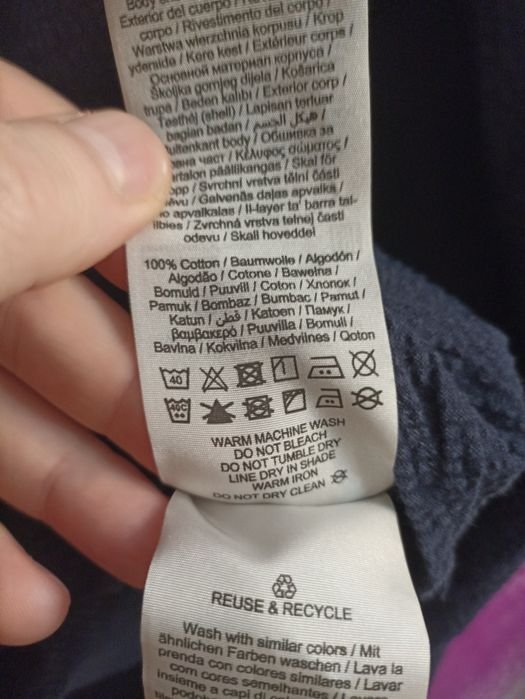 Exterior del cuerpo /
corpo / Rivestimento del corpo /
Warstwa wierzchnia korpusu / Krop
ydenside / Kere kest / Extérieur corps /
Основной материал корпуса /
Školjka gornjeg dijela / Košarica
trupa / Beden kalıbı / Exterior corp /
Testhéj (shell) / Lapisan terluar
bagian badan / هيكل الجسم /
uitenkant body / Обшивка за
част / Κέλυφος σώματος /
päällikangas / Skal för
opp / Svrchní vrstva tělní části
ěvu / Galvenās daļas apvalks /
apvalkalas / Il-layer ta' barra tal-
libies / Zvrchná vrstva telnej časti
odevu / Skall hoveddel
100% Cotton / Baumwolle / Algodón /
Algodão / Cotone / Bawełna /
Bomuld / Puuvill / Coton / Хлопок /
Pamuk / Bombaz / Bumbac / Pamut /
Katun / قطن / Katoen / Памук /
βαμβακερό / Puuvilla / Bomull /
Bavlna / Kokvilna / Medvilnės / Qoton
40
1
40C
WARM MACHINE WASH
DO NOT BLEACH
DO NOT TUMBLE DRY
LINE DRY IN SHADE
WARM IRON
DO NOT DRY CLEAN
REUSE & RECYCLE
Wash with similar colors / Mit
ähnlichen Farben waschen / Lava la
prenda con colores similares / Lavar
com cores semelhantes /
insieme a capi di